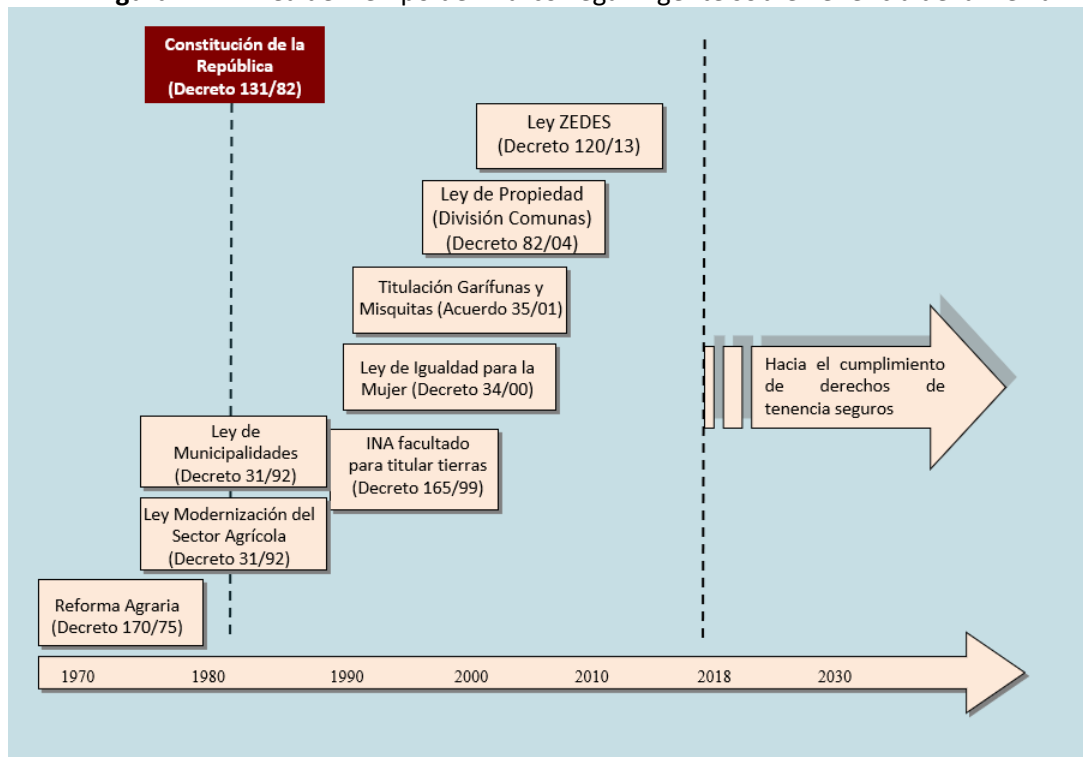 Constitución de la
República
(Decreto 131/82)
Ley ZEDES
(Decreto 120/13)
Ley de Propiedad
(División Comunas)
(Decreto 82/04)
Titulación Garífunas y
Misquitas (Acuerdo 35/01)
Ley de Igualdad para la
Mujer (Decreto 34/00)
Hacia el cumplimiento
de derechos de
tenencia seguros
Ley de
Municipalidades
(Decreto 31/92)
INA facultado
para titular tierras
(Decreto 165/99)
Ley Modernización del
Sector Agrícola
(Decreto 31/92)
Reforma Agraria
(Decreto 170/75)
1970 1980 1990 2000 2010 2018 2030